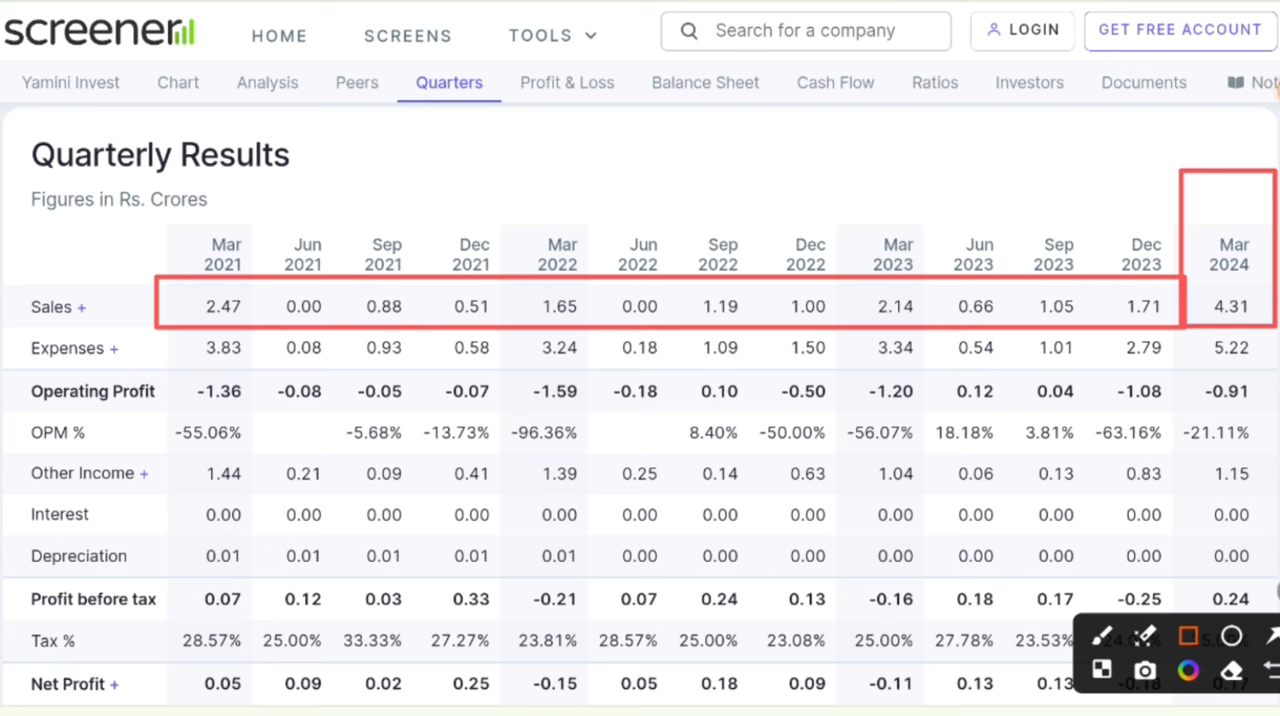 screener
HOME SCREENS TOOLS Search for a company LOGIN GET FREE ACCOUNT
Yamini Invest Chart Analysis Peers Quarters Profit & Loss Balance Sheet Cash Flow Ratios Investors Documents
Quarterly Results
Figures in Rs. Crores
Mar Jun Sep Dec Mar Jun Sep Dec Mar Jun Sep Dec Mar
2021 2021 2021 2021 2022 2022 2022 2022 2023 2023 2023 2023 2024
Sales + 2.47 0.00 0.88 0.51 1.65 0.00 1.19 1.00 2.14 0.66 1.05 1.71 4.31
Expenses + 3.83 0.08 0.93 0.58 3.24 0.18 1.09 1.50 3.34 0.54 1.01 2.79 5.22
Operating Profit -1.36 -0.08 -0.05 -0.07 -1.59 -0.18 0.10 -0.50 -1.20 0.12 0.04 -1.08 -0.91
OPM % -55.06% -5.68% -13.73% -96.36% 8.40% -50.00% -56.07% 18.18% 3.81% -63.16% -21.11%
Other Income + 1.44 0.21 0.09 0.41 1.39 0.25 0.14 0.63 1.04 0.06 0.13 0.83 1.15
Interest 0.00 0.00 0.00 0.00 0.00 0.00 0.00 0.00 0.00 0.00 0.00 0.00 0.00
Depreciation 0.01 0.01 0.01 0.01 0.01 0.00 0.00 0.00 0.00 0.00 0.00 0.00 0.00
Profit before tax 0.07 0.12 0.03 0.33 -0.21 0.07 0.24 0.13 -0.16 0.18 0.17 -0.25 0.24
Tax % 28.57% 25.00% 33.33% 27.27% 23.81% 28.57% 25.00% 23.08% 25.00% 27.78% 23.53%
Net Profit + 0.05 0.09 0.02 0.25 -0.15 0.05 0.18 0.09 -0.11 0.13 0.13 -0.18 0.17